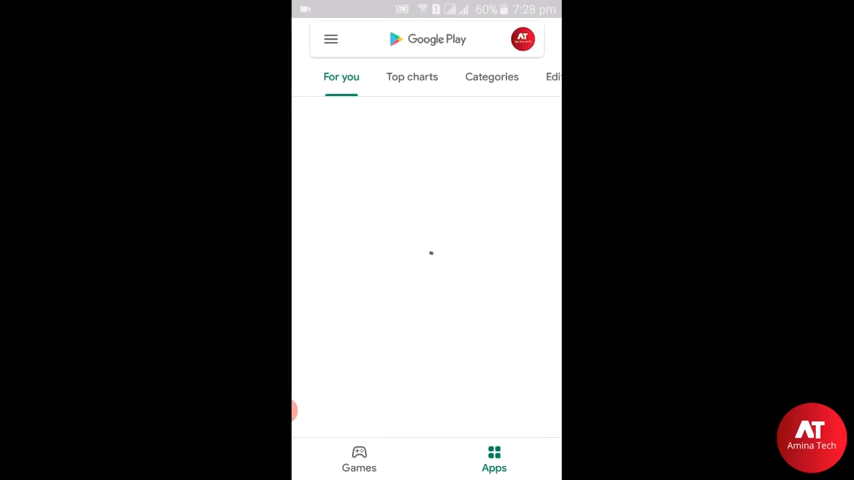 60% 7:28 pm
Google Play
AT
For you
Top charts
Categories
Edi
Games
Apps
AT
Amina Tech